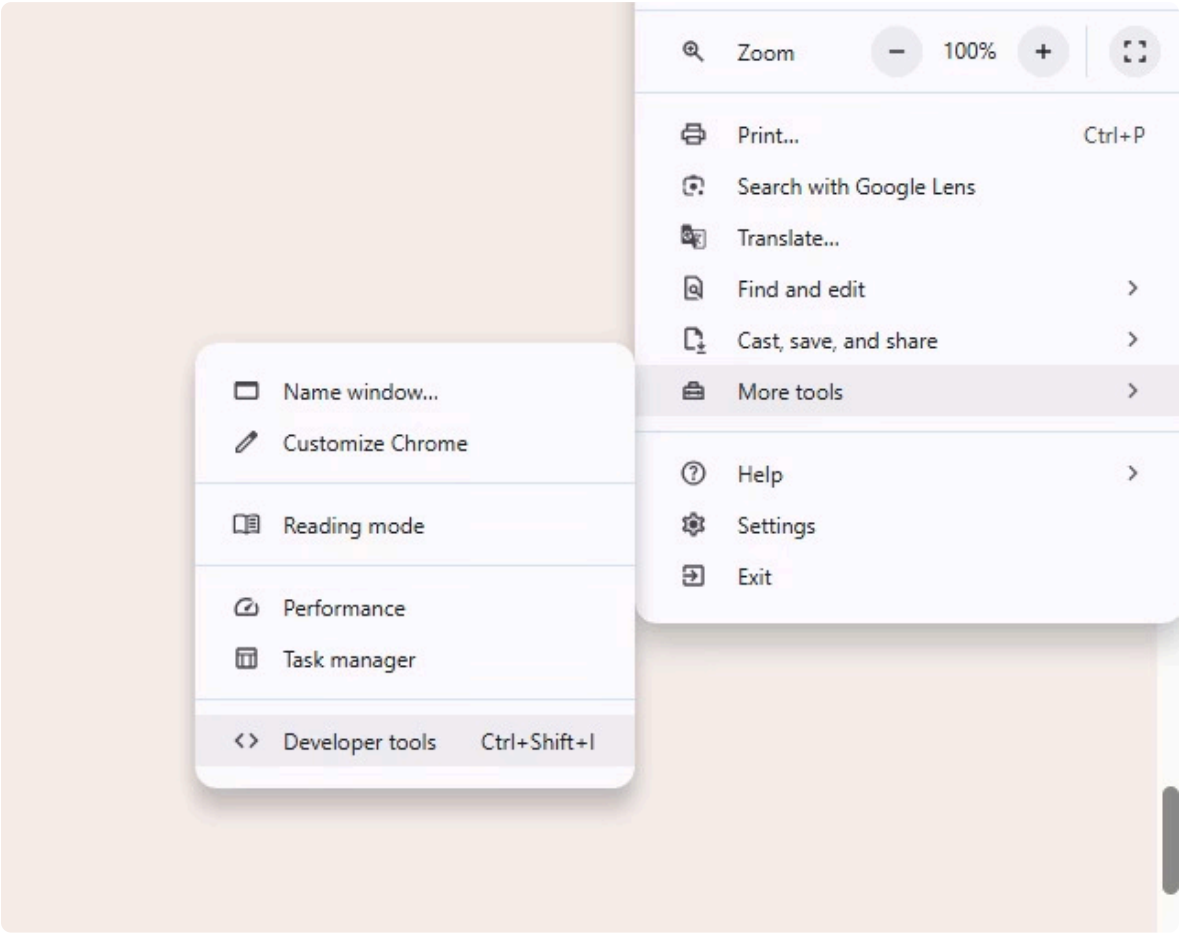 Zoom − 100% +
Print... Ctrl+P
Search with Google Lens
Translate...
Find and edit
Cast, save, and share
More tools
Help
Settings
Exit
Name window...
Customize Chrome
Reading mode
Performance
Task manager
Developer tools Ctrl+Shift+I